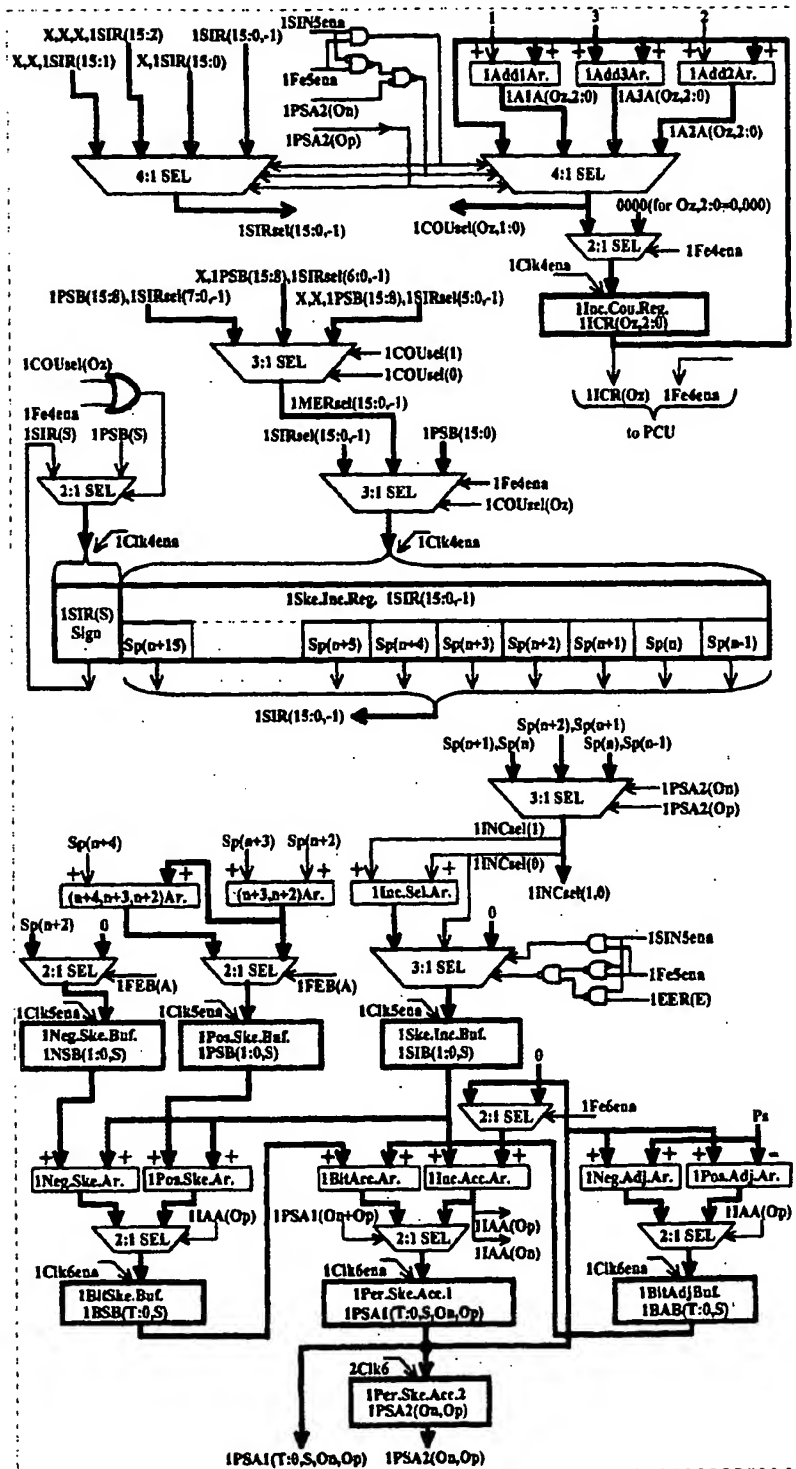 1SIN5ena
1 3 2
X,X,X,1SIR(15:2) 1SIR(15:0,-1)
X,X,1SIR(15:1) X,1SIR(15:0)
+ + + + + +
1Add1Ar. 1Add3Ar. 1Add2Ar.
1Fe5ena
1A1A(Oz,2:0) 1A3A(Oz,2:0)
1PSA2(On)
1A2A(Oz,2:0)
1PSA2(Op)
4:1 SEL 4:1 SEL
1SIRsel(15:0,-1) 1COUsel(Oz,1:0)
0000(for Oz,2:0=0,000)
2:1 SEL
1Fe4ena
1Clk4ena
X,1PSB(15:8),1SIRsel(6:0,-1)
1PSB(15:8),1SIRsel(7:0,-1) X,X,1PSB(15:8),1SIRsel(5:0,-1)
1Inc.Cou.Reg.
1ICR(Oz,2:0)
3:1 SEL
1COUsel(1)
1COUsel(0)
1COUsel(Oz)
1MERsel(15:0,-1)
1ICR(Oz) 1Fe4ena
to PCU
1Fe4ena
1SIR(S) 1PSB(S)
1SIRsel(15:0,-1) 1PSB(15:0)
2:1 SEL
3:1 SEL
1Fe4ena
1COUsel(Oz)
1Clk4ena 1Clk4ena
1SIR(S)
Sign
1Ske.Inc.Reg. 1SIR(15:0,-1)
Sp(n+15) Sp(n+5) Sp(n+4) Sp(n+3) Sp(n+2) Sp(n+1) Sp(n) Sp(n-1)
1SIR(15:0,-1)
Sp(n+2),Sp(n+1)
Sp(n+1),Sp(n) Sp(n),Sp(n-1)
3:1 SEL
1PSA2(On)
1PSA2(Op)
1INCsel(1)
1INCsel(0)
1INCsel(1,0)
Sp(n+4) Sp(n+3) Sp(n+2)
+ + + + + +
(n+4,n+3,n+2)Ar. (n+3,n+2)Ar. 1Inc.Sel.Ar.
Sp(n+2) 0 0
1SIN5ena
2:1 SEL 2:1 SEL 3:1 SEL
1Fe5ena
1FEB(A) 1FEB(A)
1EER(E)
1Clk5ena 1Clk5ena 1Clk5ena
1Neg.Ske.Buf. 1Pos.Ske.Buf. 1Ske.Inc.Buf.
1NSB(1:0,S) 1PSB(1:0,S) 1SIB(1:0,S)
0
2:1 SEL
1Fe6ena
Ps
+ + + + + + + + + + + -
1Neg.Ske.Ar. 1Pos.Ske.Ar. 1BitAcc.Ar. 1Inc.Acc.Ar. 1Neg.Adj.Ar. 1Pos.Adj.Ar.
1IAA(Op) 1PSA1(On+Op) 1IAA(Op) 1IAA(Op)
2:1 SEL 2:1 SEL 2:1 SEL
1IAA(On)
1Clk6ena 1Clk6ena 1Clk6ena
1BitSke.Buf. 1Per.Ske.Acc.1 1BitAdjBuf.
1BSB(T:0,S) 1PSA1(T:0,S,On,Op) 1BAB(T:0,S)
2Clk6
1Per.Ske.Acc.2
1PSA2(On,Op)
1PSA1(T:0,S,On,Op) 1PSA2(On,Op)